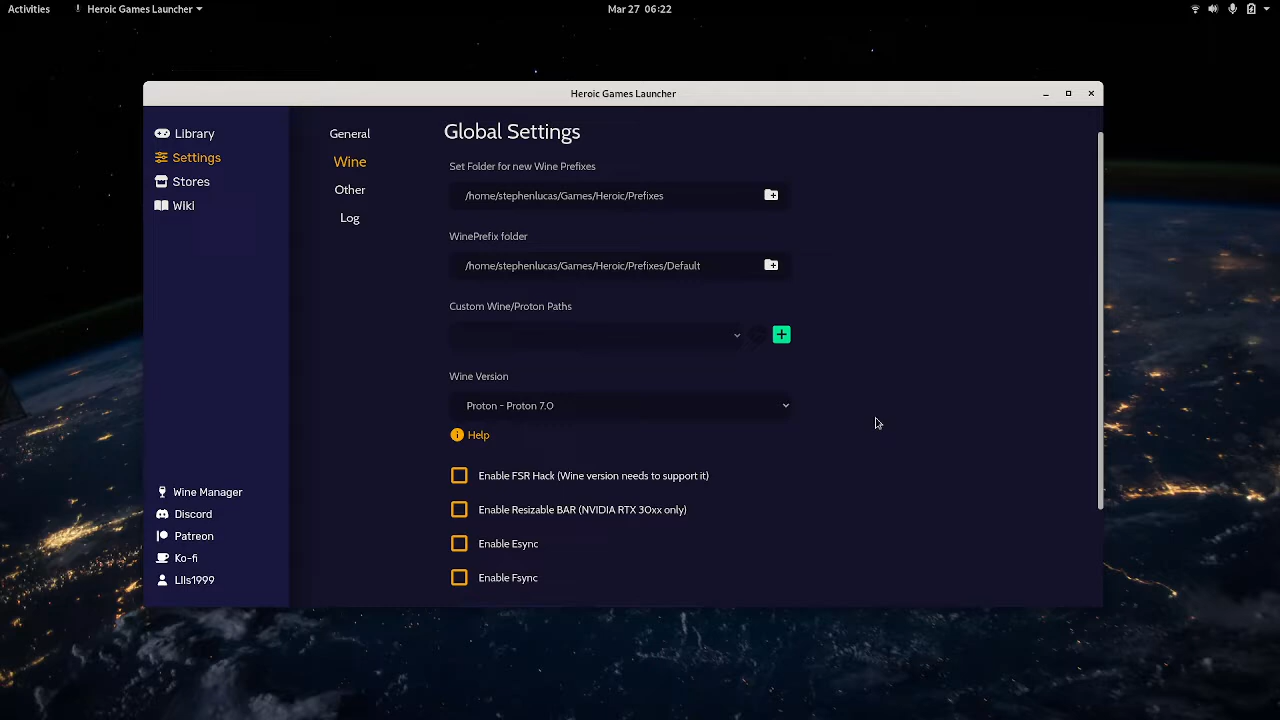 Activities
Heroic Games Launcher
Mar 27 06:22
Heroic Games Launcher
Library
Settings
Stores
Wiki
Wine Manager
Discord
Patreon
Ko-fi
General
Wine
Other
Log
Global Settings
Set Folder for new Wine Prefixes
/home/stephenlucas/Games/Heroic/Prefixes
WinePrefix folder
/home/stephenlucas/Games/Heroic/Prefixes/Default
Custom Wine/Proton Paths
Wine Version
Proton - Proton 7.0
Help
Enable FSR Hack (Wine version needs to support it)
Enable Resizable BAR (NVIDIA RTX 30xx only)
Enable Esync
Enable Fsync